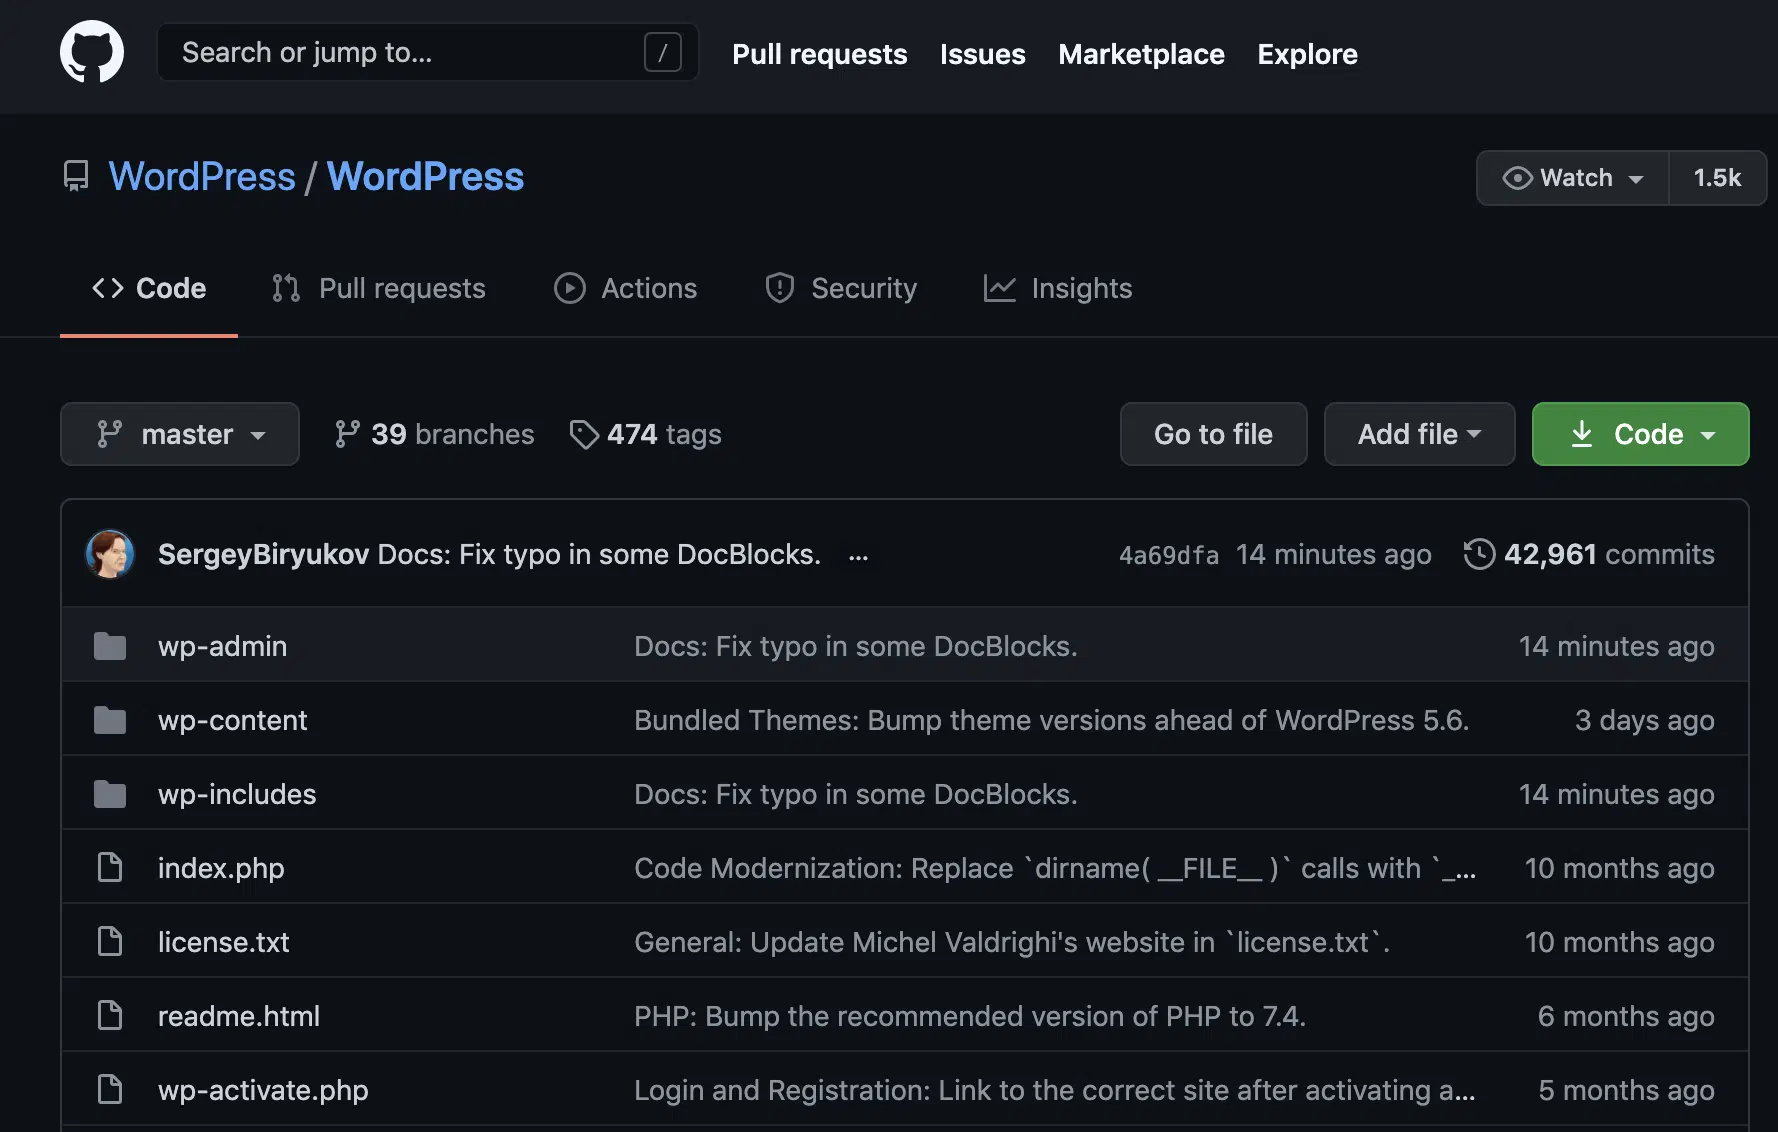 Search or jump to... / Pull requests Issues Marketplace Explore
WordPress / WordPress Watch 1.5k
Code Pull requests Actions Security Insights
master 39 branches 474 tags Go to file Add file Code
SergeyBiryukov Docs: Fix typo in some DocBlocks. ... 4a69dfa 14 minutes ago 42,961 commits
wp-admin Docs: Fix typo in some DocBlocks. 14 minutes ago
wp-content Bundled Themes: Bump theme versions ahead of WordPress 5.6. 3 days ago
wp-includes Docs: Fix typo in some DocBlocks. 14 minutes ago
index.php Code Modernization: Replace `dirname( __FILE__ )` calls with `_... 10 months ago
license.txt General: Update Michel Valdrighi's website in `license.txt`. 10 months ago
readme.html PHP: Bump the recommended version of PHP to 7.4. 6 months ago
wp-activate.php Login and Registration: Link to the correct site after activating a... 5 months ago